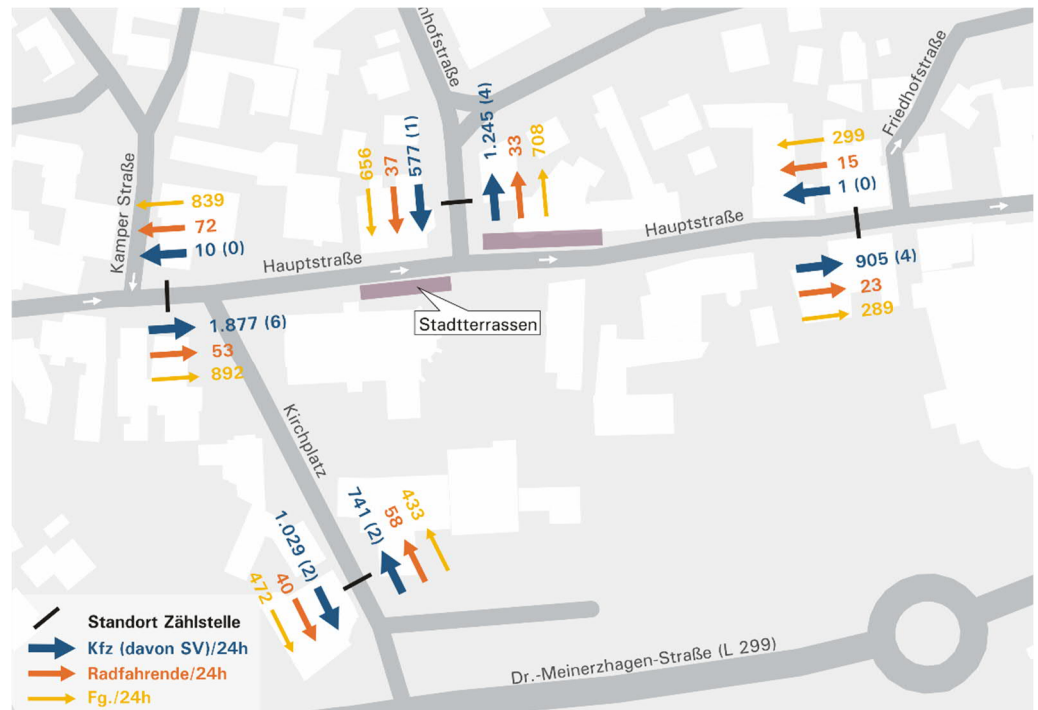 nhofstraße
Friedhofstraße
Kamper Straße
656
37
577 (1)
1.245 (4)
33
708
299
15
1 (0)
839
72
10 (0)
Hauptstraße
Hauptstraße
905 (4)
23
289
Stadtterrassen
1.877 (6)
53
892
Kirchplatz
741 (2)
58
433
1.029 (2)
40
472
Standort Zählstelle
Kfz (davon SV)/24h
Radfahrende/24h
Fg./24h
Dr.-Meinerzhagen-Straße (L 299)